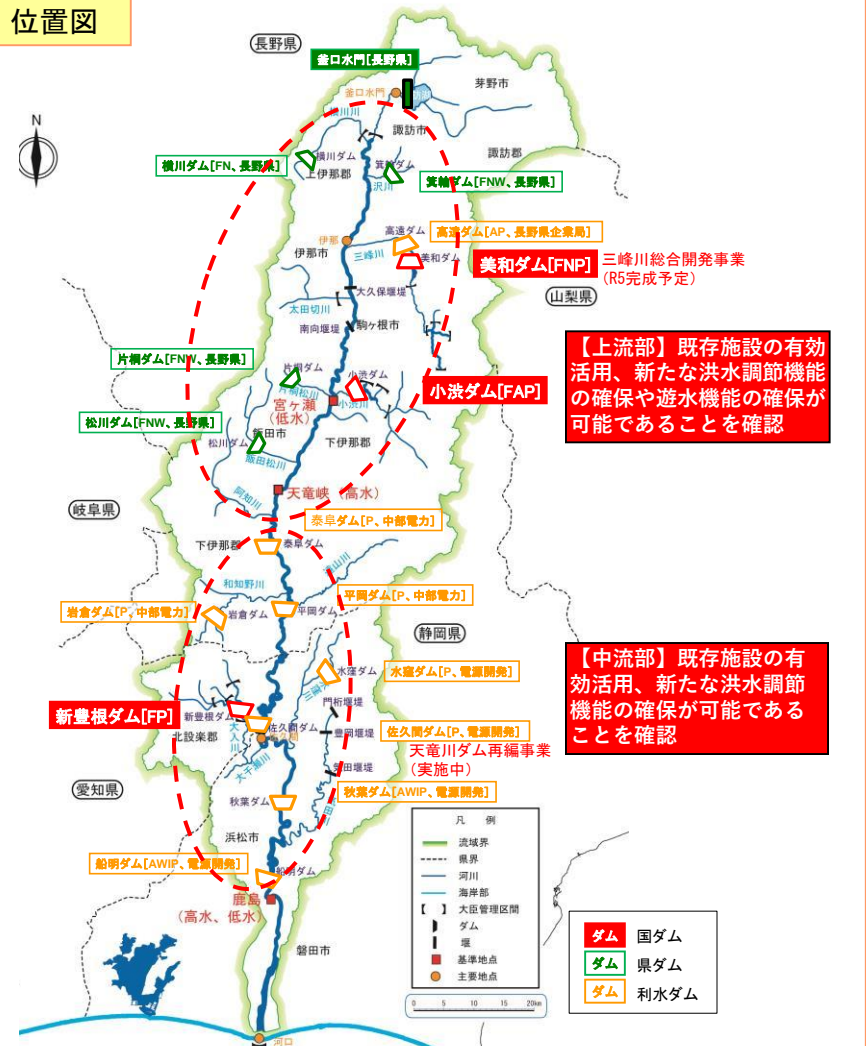 位置図
長野県
釜口水門[長野県]
釜口水門
芽野市
諏訪市
諏訪郡
N
横川川
横川ダム[FN、長野県]
横川ダム
上伊那郡
箕輪ダム
沢川
箕輪ダム[FNW、長野県]
高遠ダム
高遠ダム[AP、長野県企業局]
伊那
伊那市
三峰川
美和ダム
美和ダム[FNP]
三峰川総合開発事業
(R5完成予定)
山梨県
大久保堰堤
太田切川
南向堰堤
駒ヶ根市
片桐ダム[FNW、長野県]
片桐ダム
小渋ダム
小渋ダム[FAP]
片桐松川
小渋川
宮ヶ瀬
(低水)
【上流部】既存施設の有効
活用、新たな洪水調節機能
の確保や遊水機能の確保が
可能であることを確認
松川ダム[FNW、長野県]
松川ダム
飯田市
飯田松川
下伊那郡
天竜峡(高水)
阿知川
岐阜県
泰阜ダム[P、中部電力]
下伊那郡
泰阜ダム
遠山川
和知野川
平岡ダム[P、中部電力]
岩倉ダム[P、中部電力]
岩倉ダム
平岡ダム
静岡県
水窪ダム
水窪ダム[P、電源開発]
【中流部】既存施設の有
効活用、新たな洪水調節
機能の確保が可能である
ことを確認
門桁堰堤
新豊根ダム[FP]
新豊根ダム
佐久間ダム
佐久間ダム[P、電源開発]
豊岡堰堤
北設楽郡
大入川
大千瀬川
天竜川ダム再編事業
(実施中)
愛知県
秋葉ダム
秋葉ダム[AWIP、電源開発]
浜松市
船明ダム[AWIP、電源開発]
船明ダム
鹿島
(高水、低水)
磐田市
河口
凡 例
流域界
県界
河川
海岸部
大臣管理区間
ダム
堰
基準地点
主要地点
0 5 10 15 20km
ダム 国ダム
ダム 県ダム
ダム 利水ダム